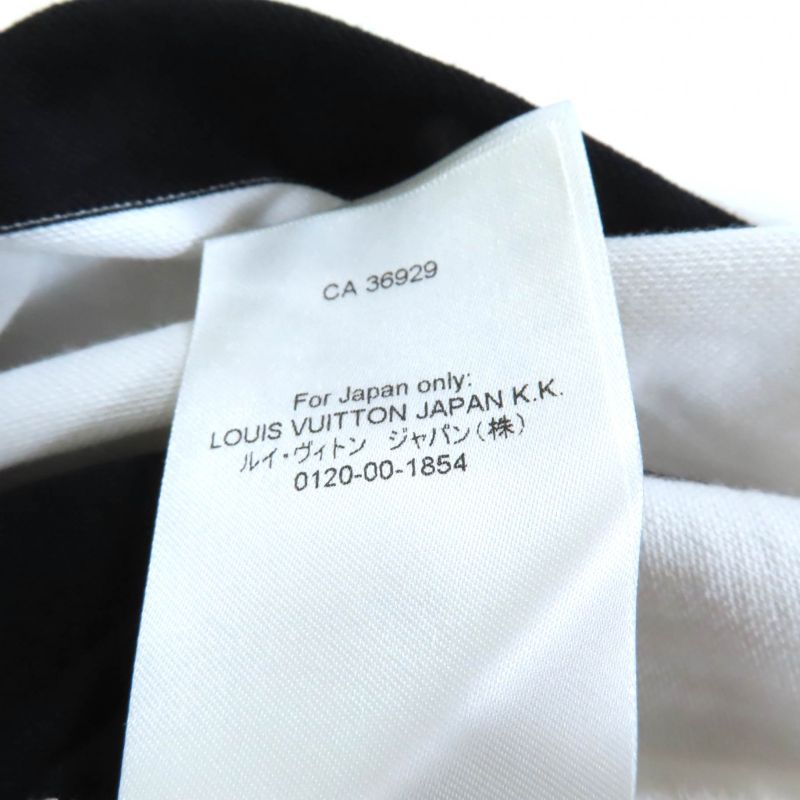 CA 36929
For Japan only:
LOUIS VUITTON JAPAN K.K.
ルイ・ヴィトン ジャパン(株)
0120-00-1854